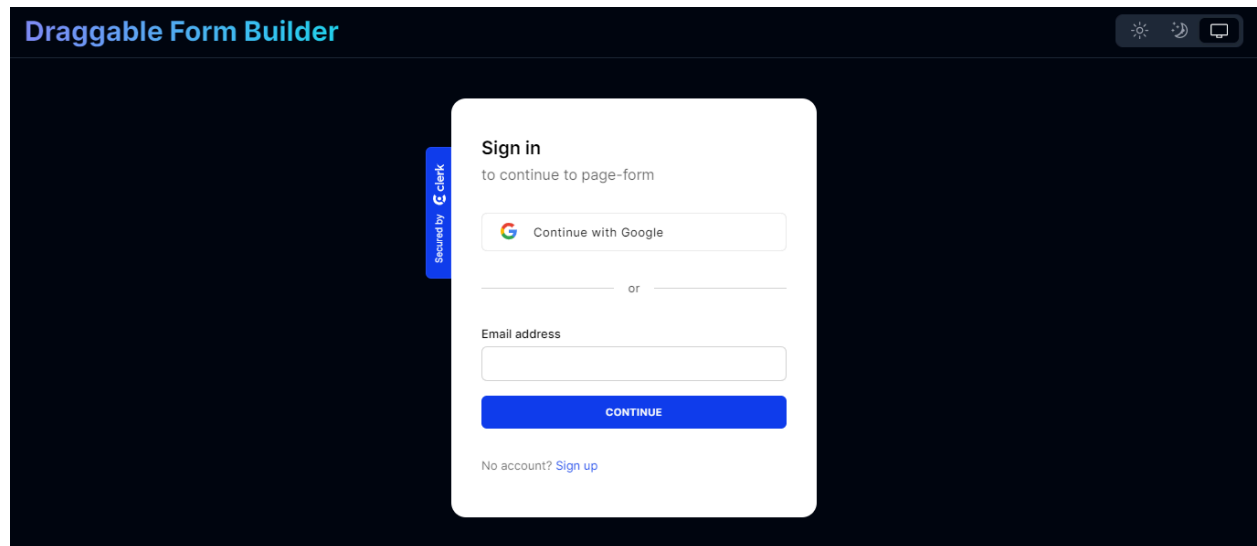 Draggable Form Builder
Sign in
to continue to page-form
Secured by clerk
Continue with Google
or
Email address
CONTINUE
No account? Sign up